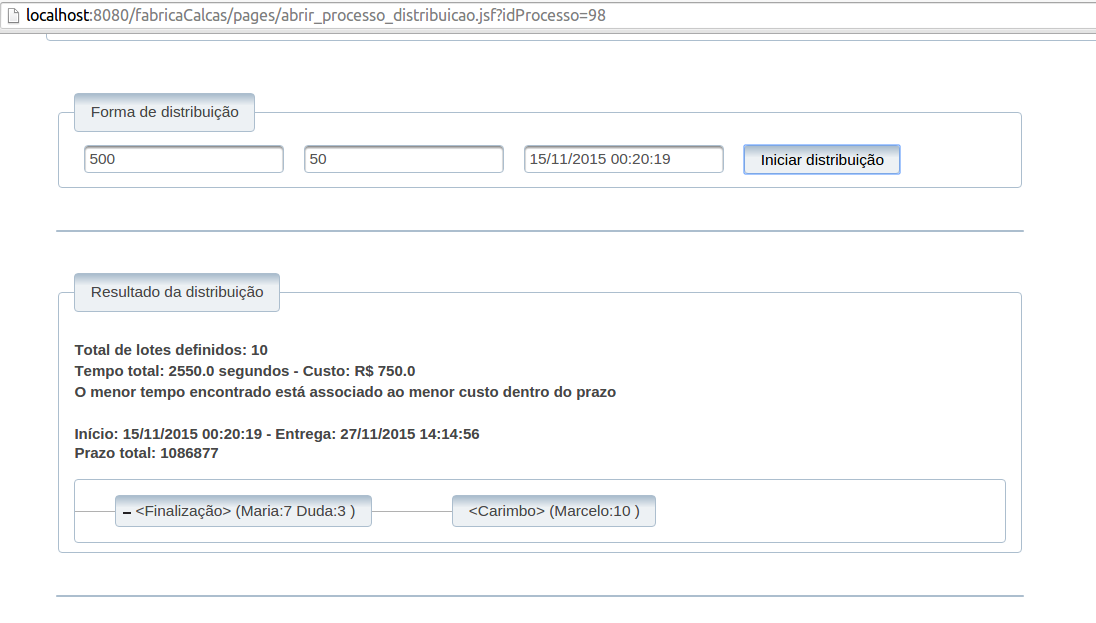 localhost:8080/fabricaCalcas/pages/abrir_processo_distribuicao.jsf?idProcesso=98
Forma de distribuição
500 50 15/11/2015 00:20:19 Iniciar distribuição
Resultado da distribuição
Total de lotes definidos: 10
Tempo total: 2550.0 segundos - Custo: R$ 750.0
O menor tempo encontrado está associado ao menor custo dentro do prazo
Início: 15/11/2015 00:20:19 - Entrega: 27/11/2015 14:14:56
Prazo total: 1086877
<Finalização> (Maria:7 Duda:3 ) <Carimbo> (Marcelo:10 )